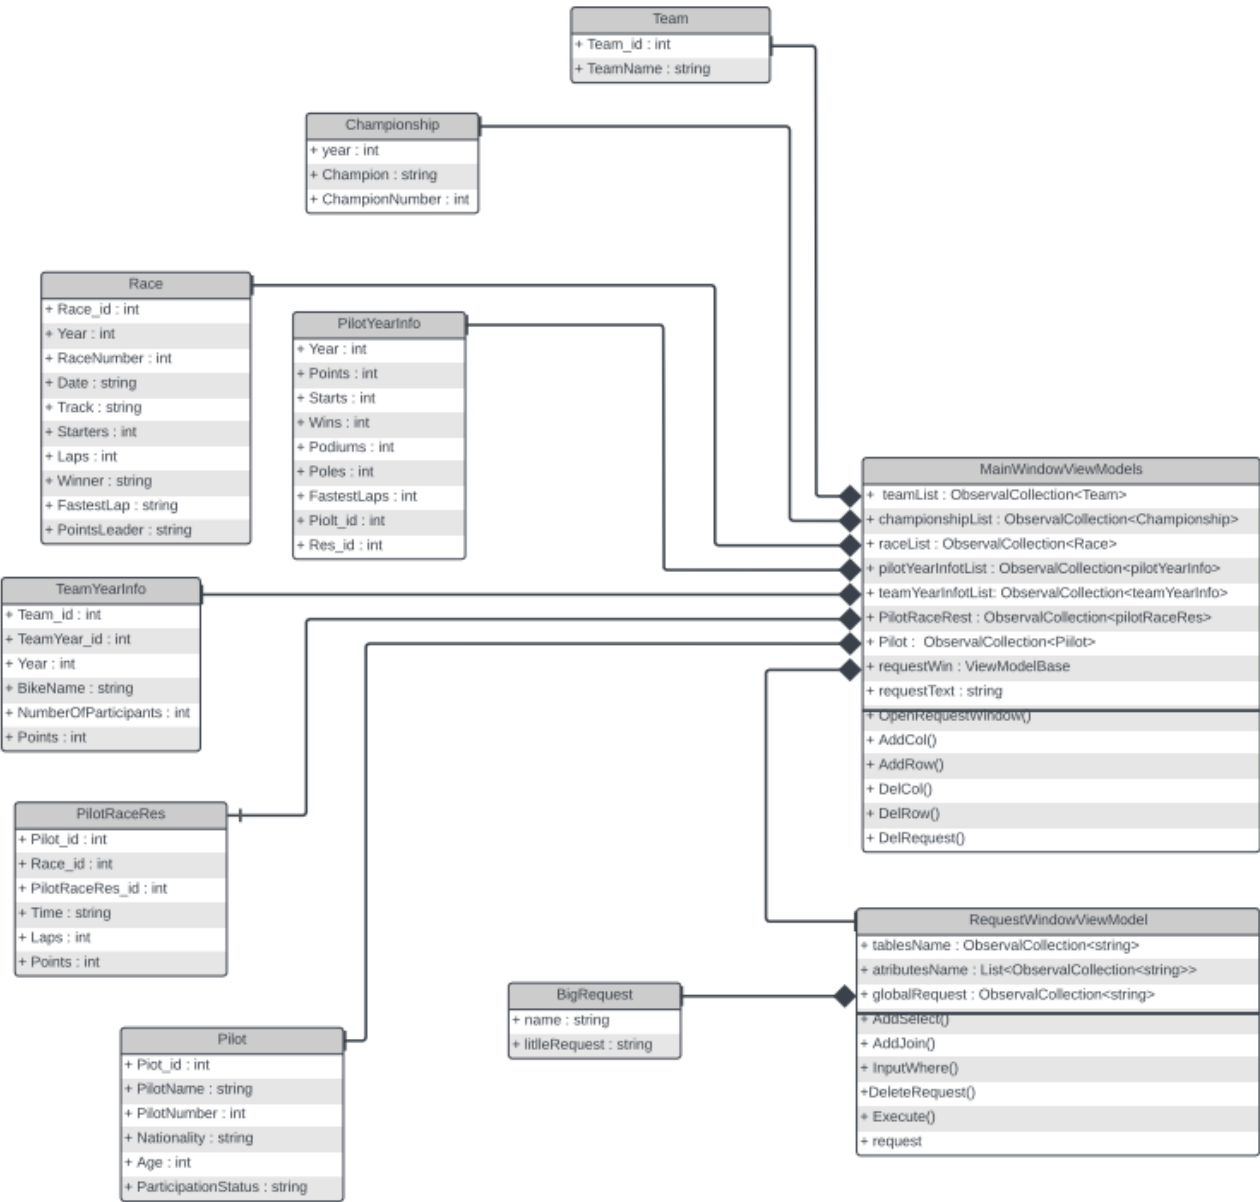 Team
+ Team_id : int
+ TeamName : string
Championship
+ year : int
+ Champion : string
+ ChampionNumber : int
Race
+ Race_id : int
+ Year : int
+ RaceNumber : int
+ Date : string
+ Track : string
+ Starters : int
+ Laps : int
+ Winner : string
+ FastestLap : string
+ PointsLeader : string
PilotYearInfo
+ Year : int
+ Points : int
+ Starts : int
+ Wins : int
+ Podiums : int
+ Poles : int
+ FastestLaps : int
+ Piolt_id : int
+ Res_id : int
MainWindowViewModels
+ teamList : ObservalCollection<Team>
+ championshipList : ObservalCollection<Championship>
+ raceList : ObservalCollection<Race>
+ pilotYearInfotList : ObservalCollection<pilotYearInfo>
+ teamYearInfotList: ObservalCollection<teamYearInfo>
+ PilotRaceRest : ObservalCollection<pilotRaceRes>
+ Pilot : ObservalCollection<Piilot>
+ requestWin : ViewModelBase
+ requestText : string
+ OpenRequestWindow()
+ AddCol()
+ AddRow()
+ DelCol()
+ DelRow()
+ DelRequest()
TeamYearInfo
+ Team_id : int
+ TeamYear_id : int
+ Year : int
+ BikeName : string
+ NumberOfParticipants : int
+ Points : int
PilotRaceRes
+ Pilot_id : int
+ Race_id : int
+ PilotRaceRes_id : int
+ Time : string
+ Laps : int
+ Points : int
RequestWindowViewModel
+ tablesName : ObservalCollection<string>
+ atributesName : List<ObservalCollection<string>>
+ globalRequest : ObservalCollection<string>
+ AddSelect()
+ AddJoin()
+ InputWhere()
+DeleteRequest()
+ Execute()
+ request
BigRequest
+ name : string
+ litlleRequest : string
Pilot
+ Piot_id : int
+ PilotName : string
+ PilotNumber : int
+ Nationality : string
+ Age : int
+ ParticipationStatus : string